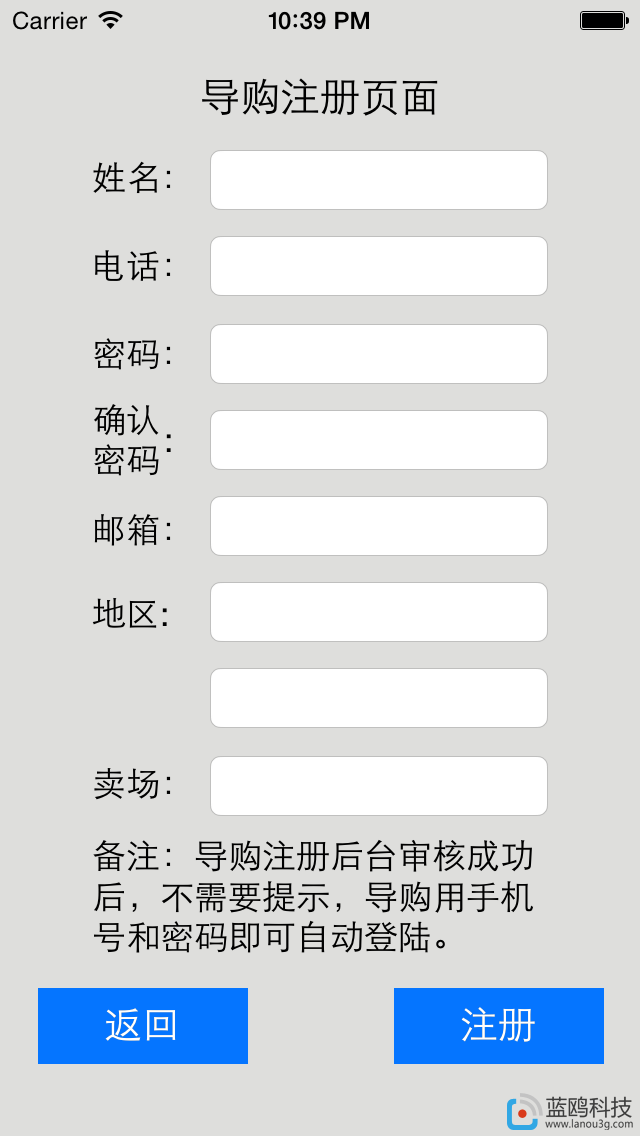 Carrier 10:39 PM
导购注册页面
姓名：
电话：
密码：
确认
密码：
邮箱：
地区：
卖场：
备注：导购注册后台审核成功
后，不需要提示，导购用手机
号和密码即可自动登陆。
返回 注册
蓝鸥科技
www.lanou3g.com